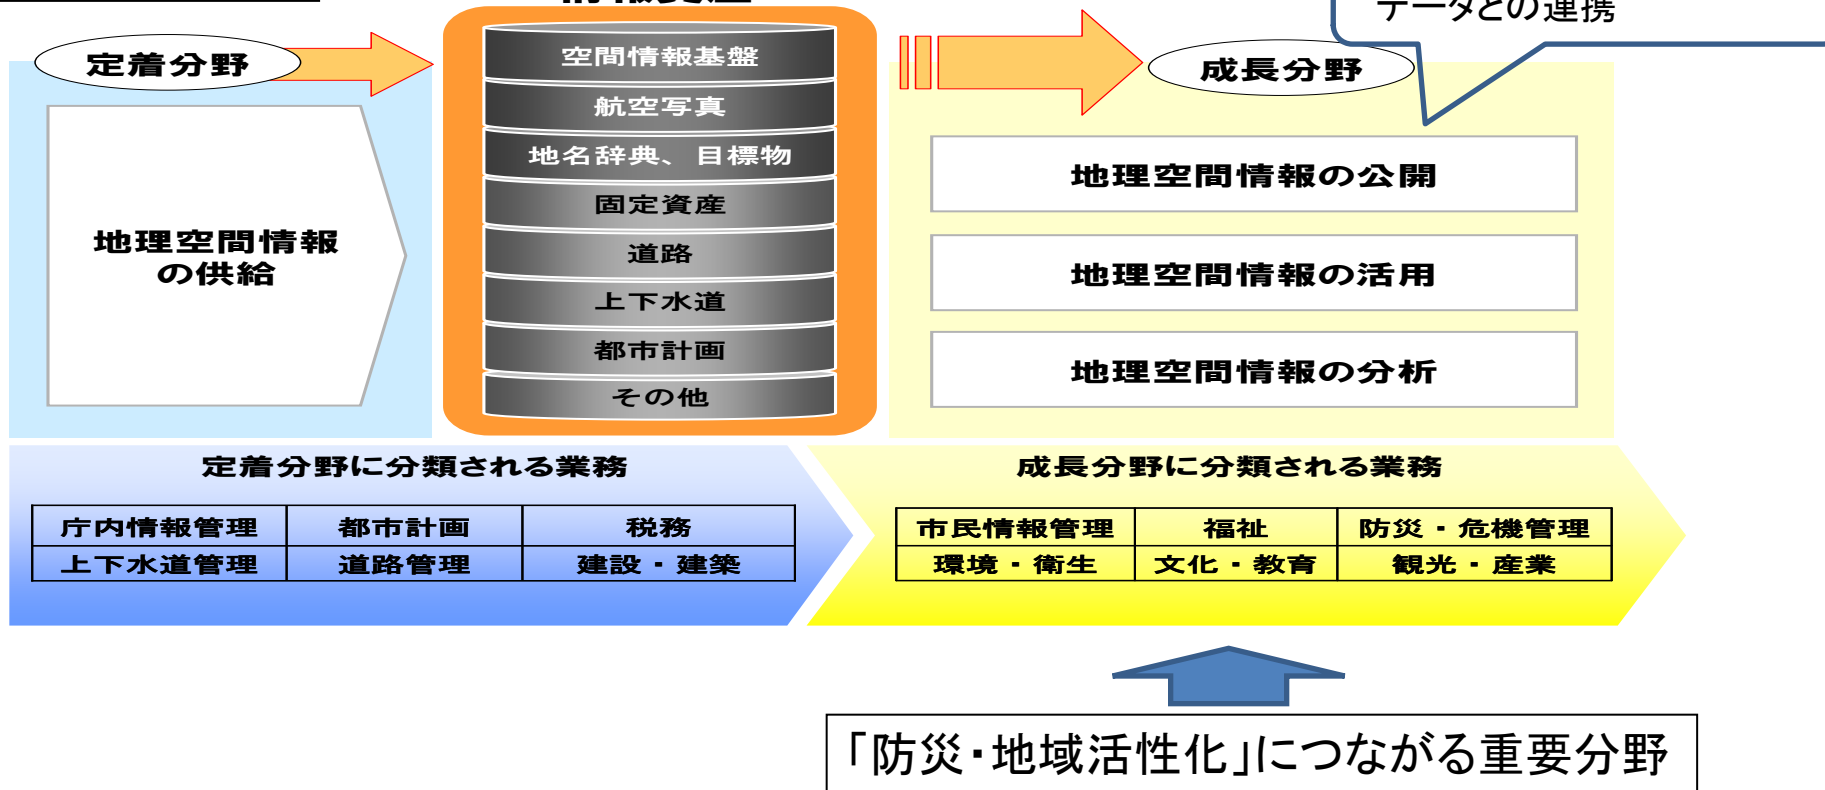 情報資産
データとの連携
定着分野
成長分野
地理空間情報
の供給
空間情報基盤
航空写真
地名辞典、目標物
固定資産
道路
上下水道
都市計画
その他
地理空間情報の公開
地理空間情報の活用
地理空間情報の分析
定着分野に分類される業務
庁内情報管理 都市計画 税務
上下水道管理 道路管理 建設・建築
成長分野に分類される業務
市民情報管理 福祉 防災・危機管理
環境・衛生 文化・教育 観光・産業
「防災・地域活性化」につながる重要分野